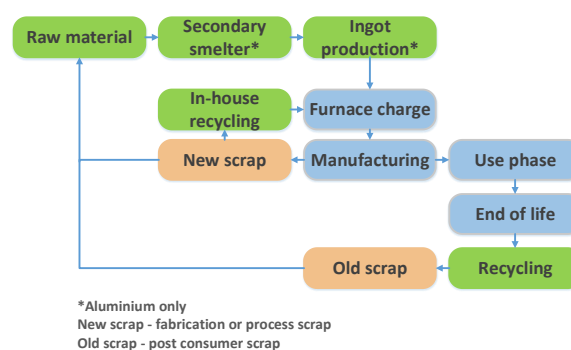 Raw material
Secondary
smelter*
Ingot
production*
In-house
recycling
Furnace charge
New scrap
Manufacturing
Use phase
End of life
Old scrap
Recycling
*Aluminium only
New scrap - fabrication or process scrap
Old scrap - post consumer scrap